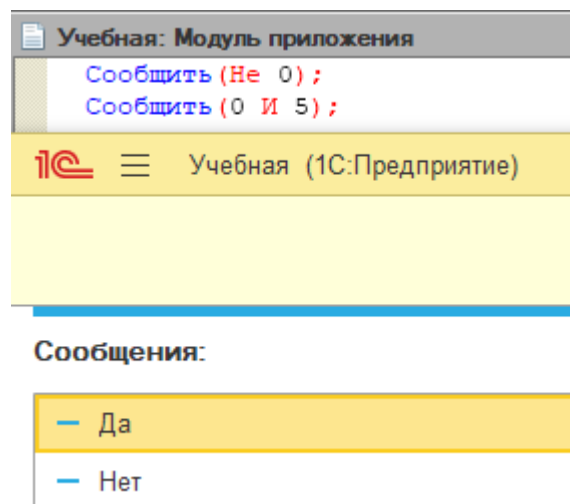 Учебная: Модуль приложения
Сообщить(Не 0);
Сообщить(0 И 5);
1С Учебная (1С:Предприятие)
Сообщения:
– Да
– Нет